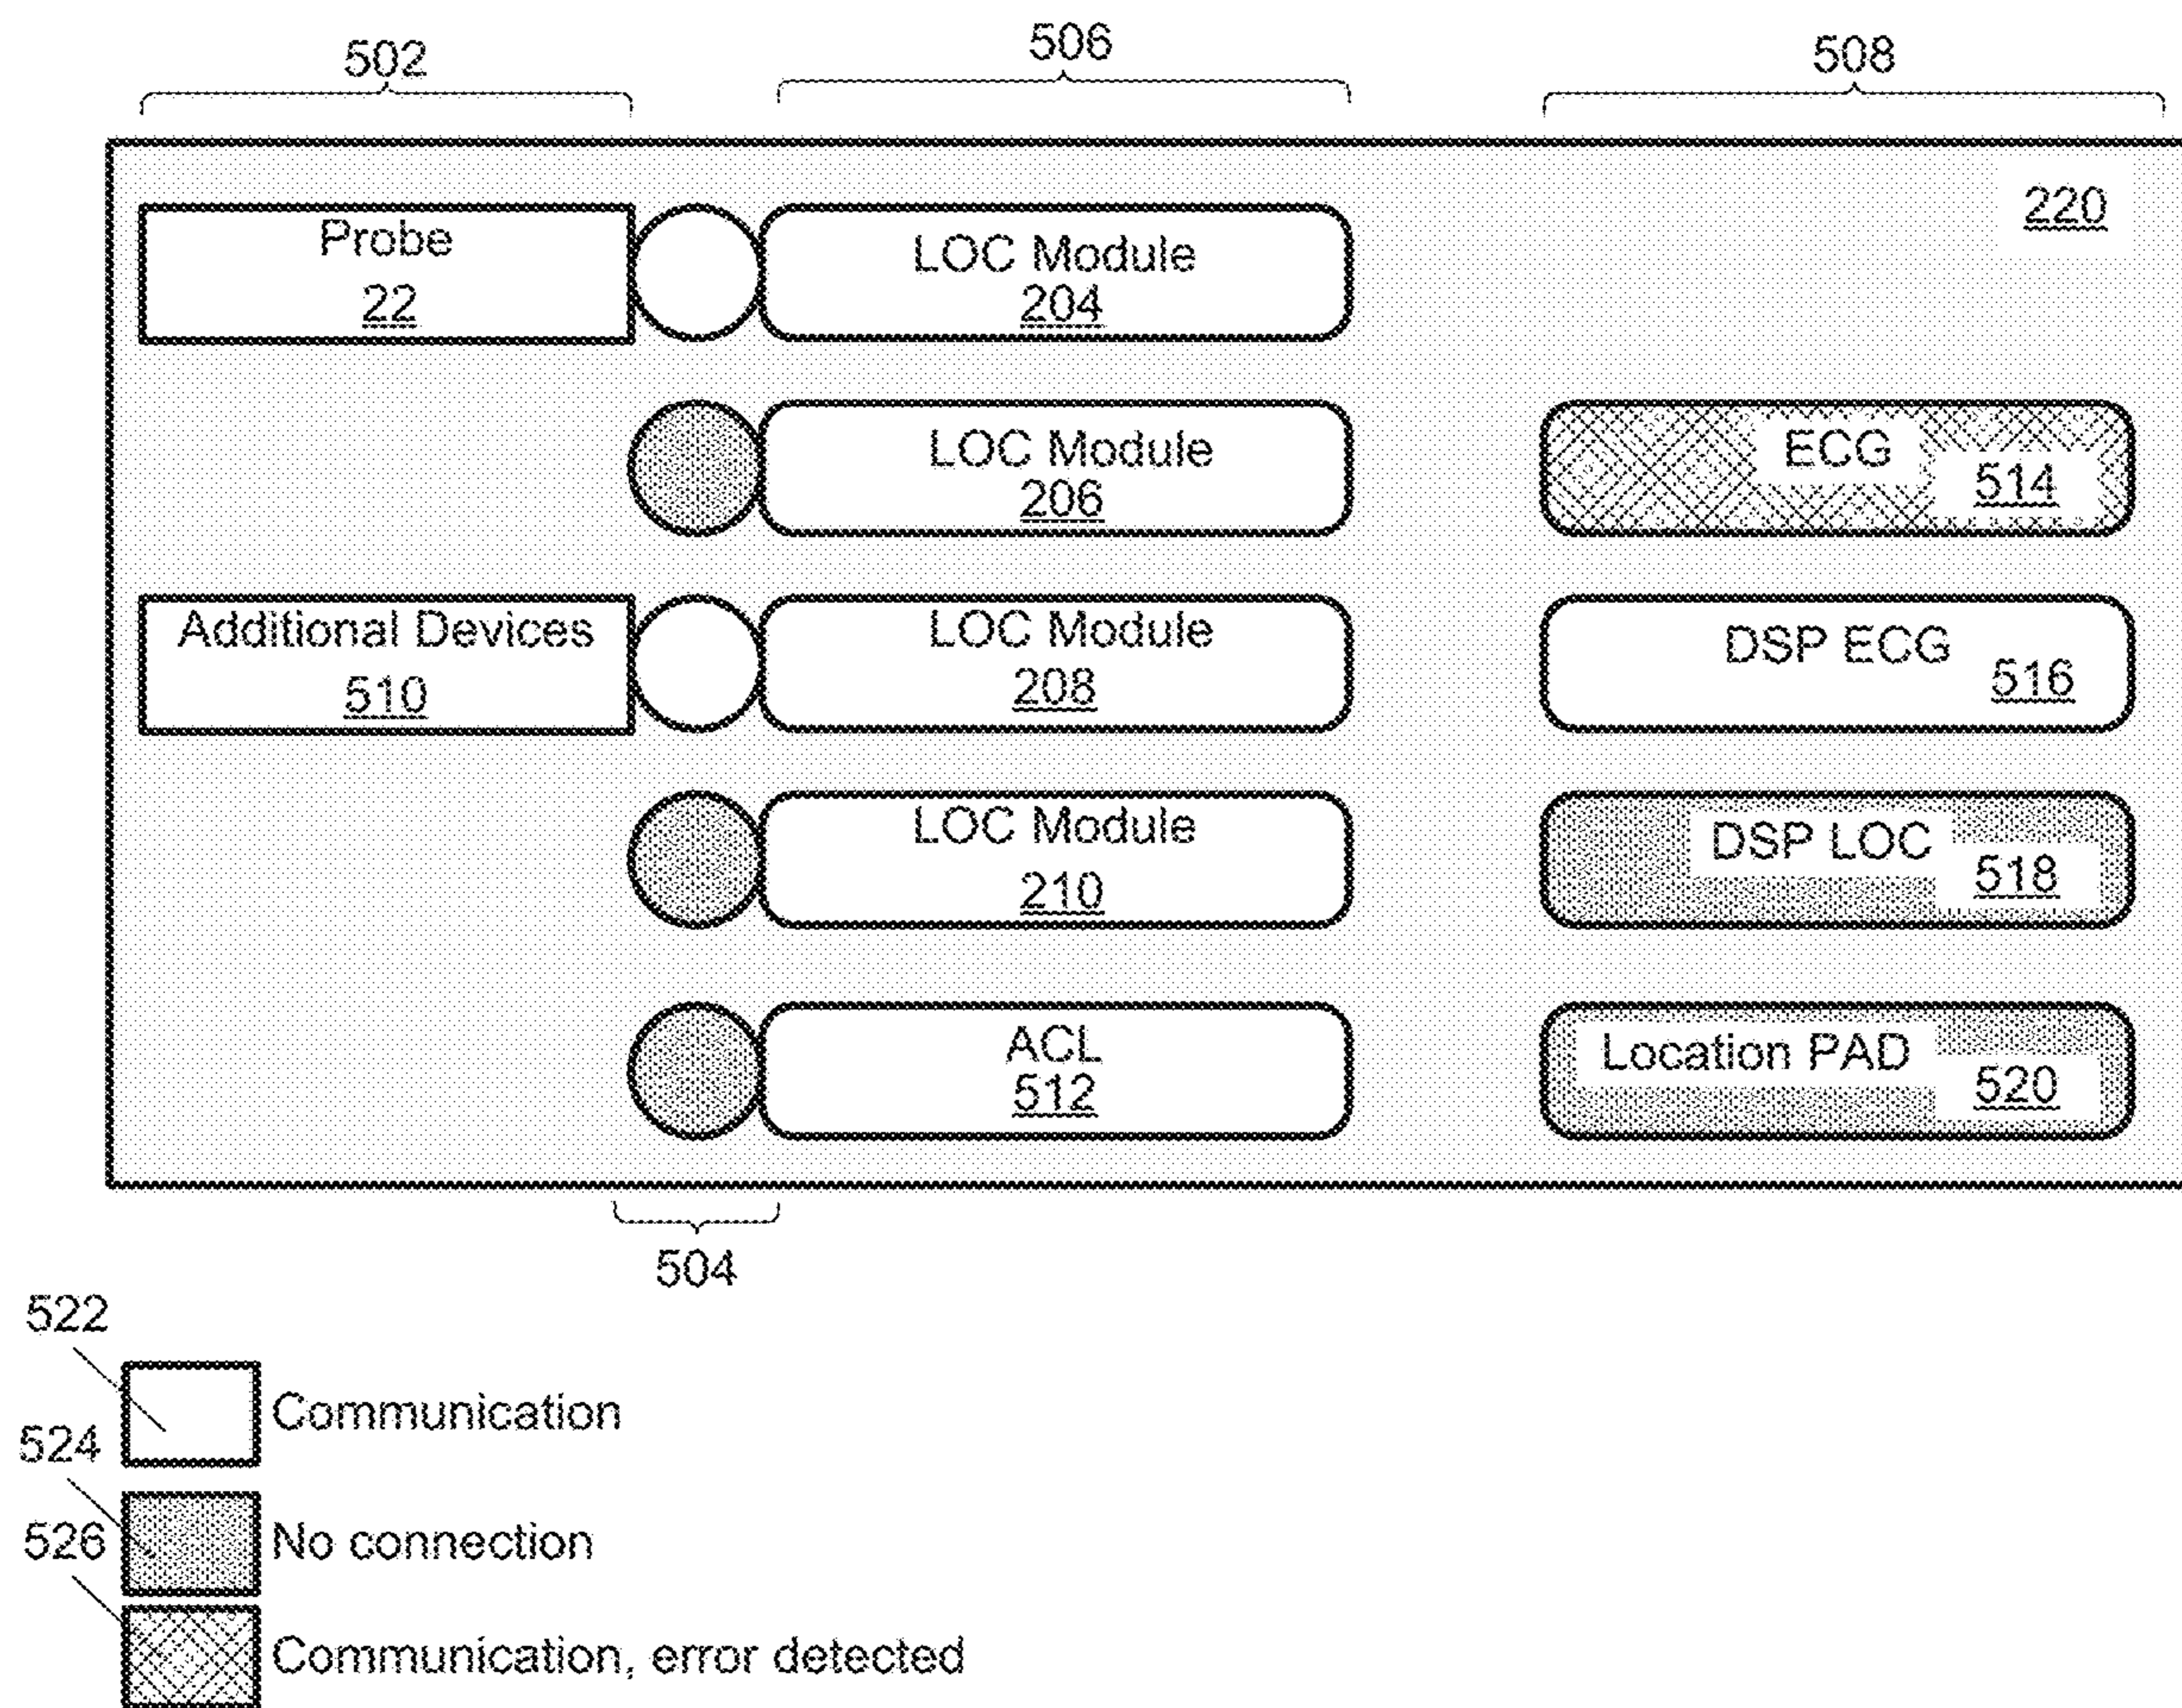 502
506
508
220
Probe
22
LOC Module
204
LOC Module
206
ECG
514
Additional Devices
510
LOC Module
208
DSP ECG
516
LOC Module
210
DSP LOC
518
ACL
512
Location PAD
520
504
522
Communication
524
No connection
526
Communication, error detected